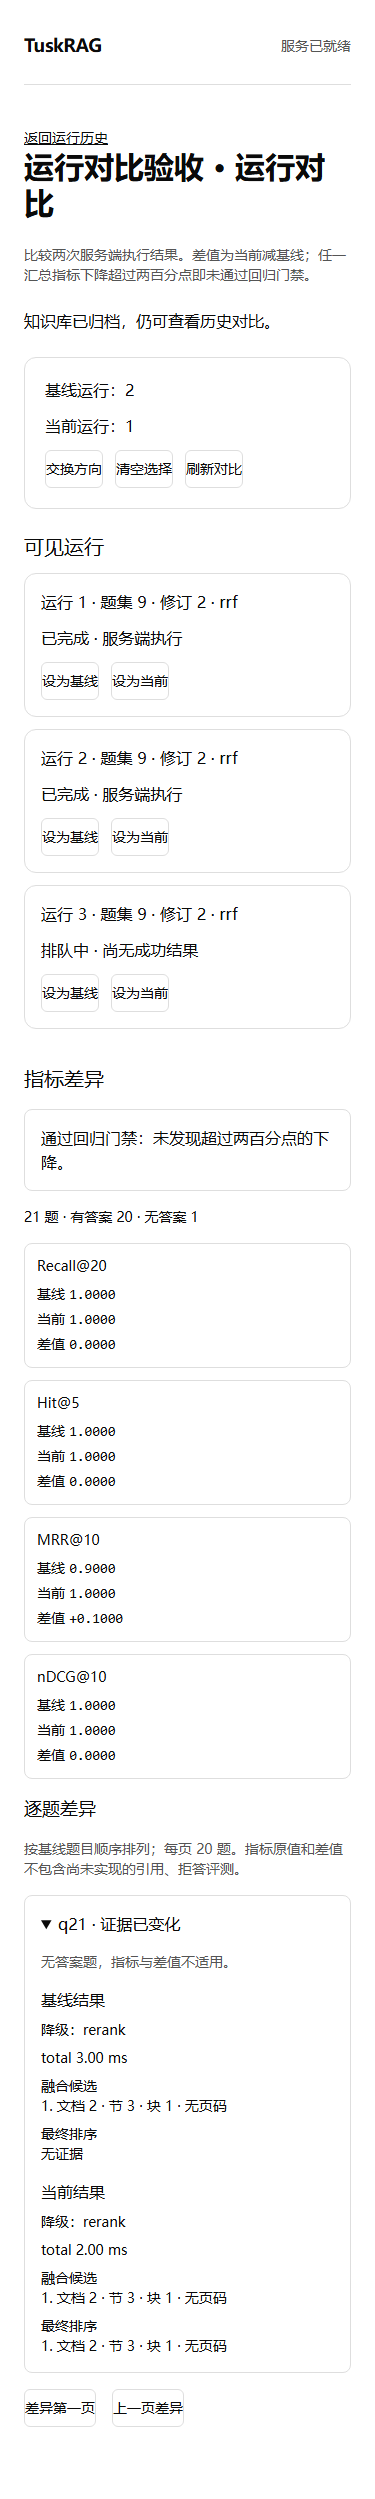 TuskRAG
服务已就绪
返回运行历史
运行对比验收 · 运行对
比
比较两次服务端执行结果。差值为当前减基线；任一
汇总指标下降超过两百分点即未通过回归门禁。
知识库已归档，仍可查看历史对比。
基线运行：2
当前运行：1
交换方向 清空选择 刷新对比
可见运行
运行 1 · 题集 9 · 修订 2 · rrf
已完成 · 服务端执行
设为基线 设为当前
运行 2 · 题集 9 · 修订 2 · rrf
已完成 · 服务端执行
设为基线 设为当前
运行 3 · 题集 9 · 修订 2 · rrf
排队中 · 尚无成功结果
设为基线 设为当前
指标差异
通过回归门禁：未发现超过两百分点的下
降。
21 题 · 有答案 20 · 无答案 1
Recall@20
基线 1.0000
当前 1.0000
差值 0.0000
Hit@5
基线 1.0000
当前 1.0000
差值 0.0000
MRR@10
基线 0.9000
当前 1.0000
差值 +0.1000
nDCG@10
基线 1.0000
当前 1.0000
差值 0.0000
逐题差异
按基线题目顺序排列；每页 20 题。指标原值和差值
不包含尚未实现的引用、拒答评测。
▼ q21 · 证据已变化
无答案题，指标与差值不适用。
基线结果
降级：rerank
total 3.00 ms
融合候选
1. 文档 2 · 节 3 · 块 1 · 无页码
最终排序
无证据
当前结果
降级：rerank
total 2.00 ms
融合候选
1. 文档 2 · 节 3 · 块 1 · 无页码
最终排序
1. 文档 2 · 节 3 · 块 1 · 无页码
差异第一页 上一页差异